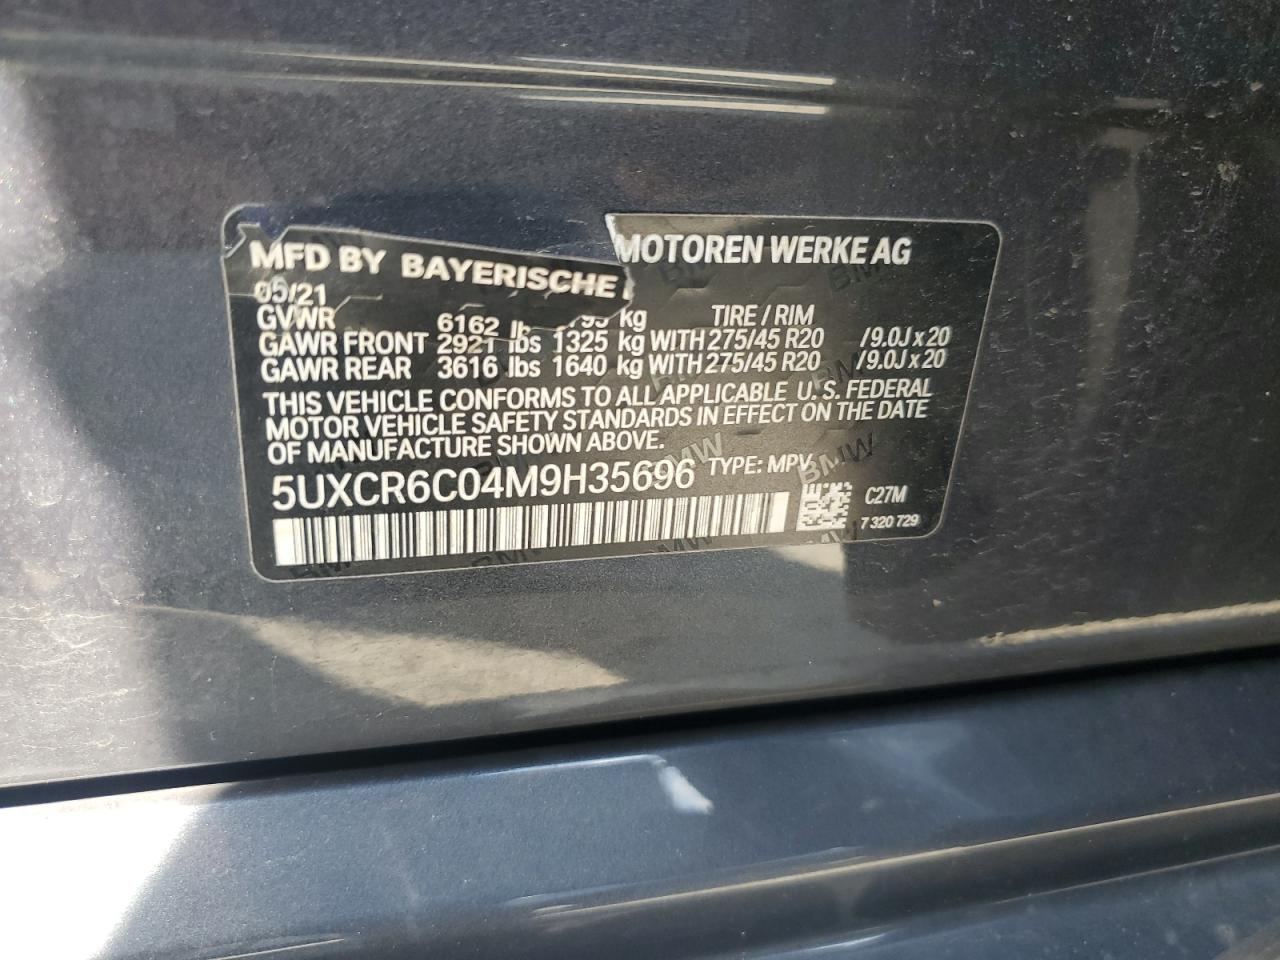 MFD BY BAYERISCHE MOTOREN WERKE AG
05/21
GVWR 6162 kg TIRE / RIM
GAWR FRONT 2921 lbs 1325 kg WITH 275/45 R20 /9.0J x 20
GAWR REAR 3616 lbs 1640 kg WITH 275/45 R20 /9.0J x 20
THIS VEHICLE CONFORMS TO ALL APPLICABLE U. S. FEDERAL
MOTOR VEHICLE SAFETY STANDARDS IN EFFECT ON THE DATE
OF MANUFACTURE SHOWN ABOVE.
5UXCR6C04M9H35696 TYPE: MPV
C27M
7 320 729